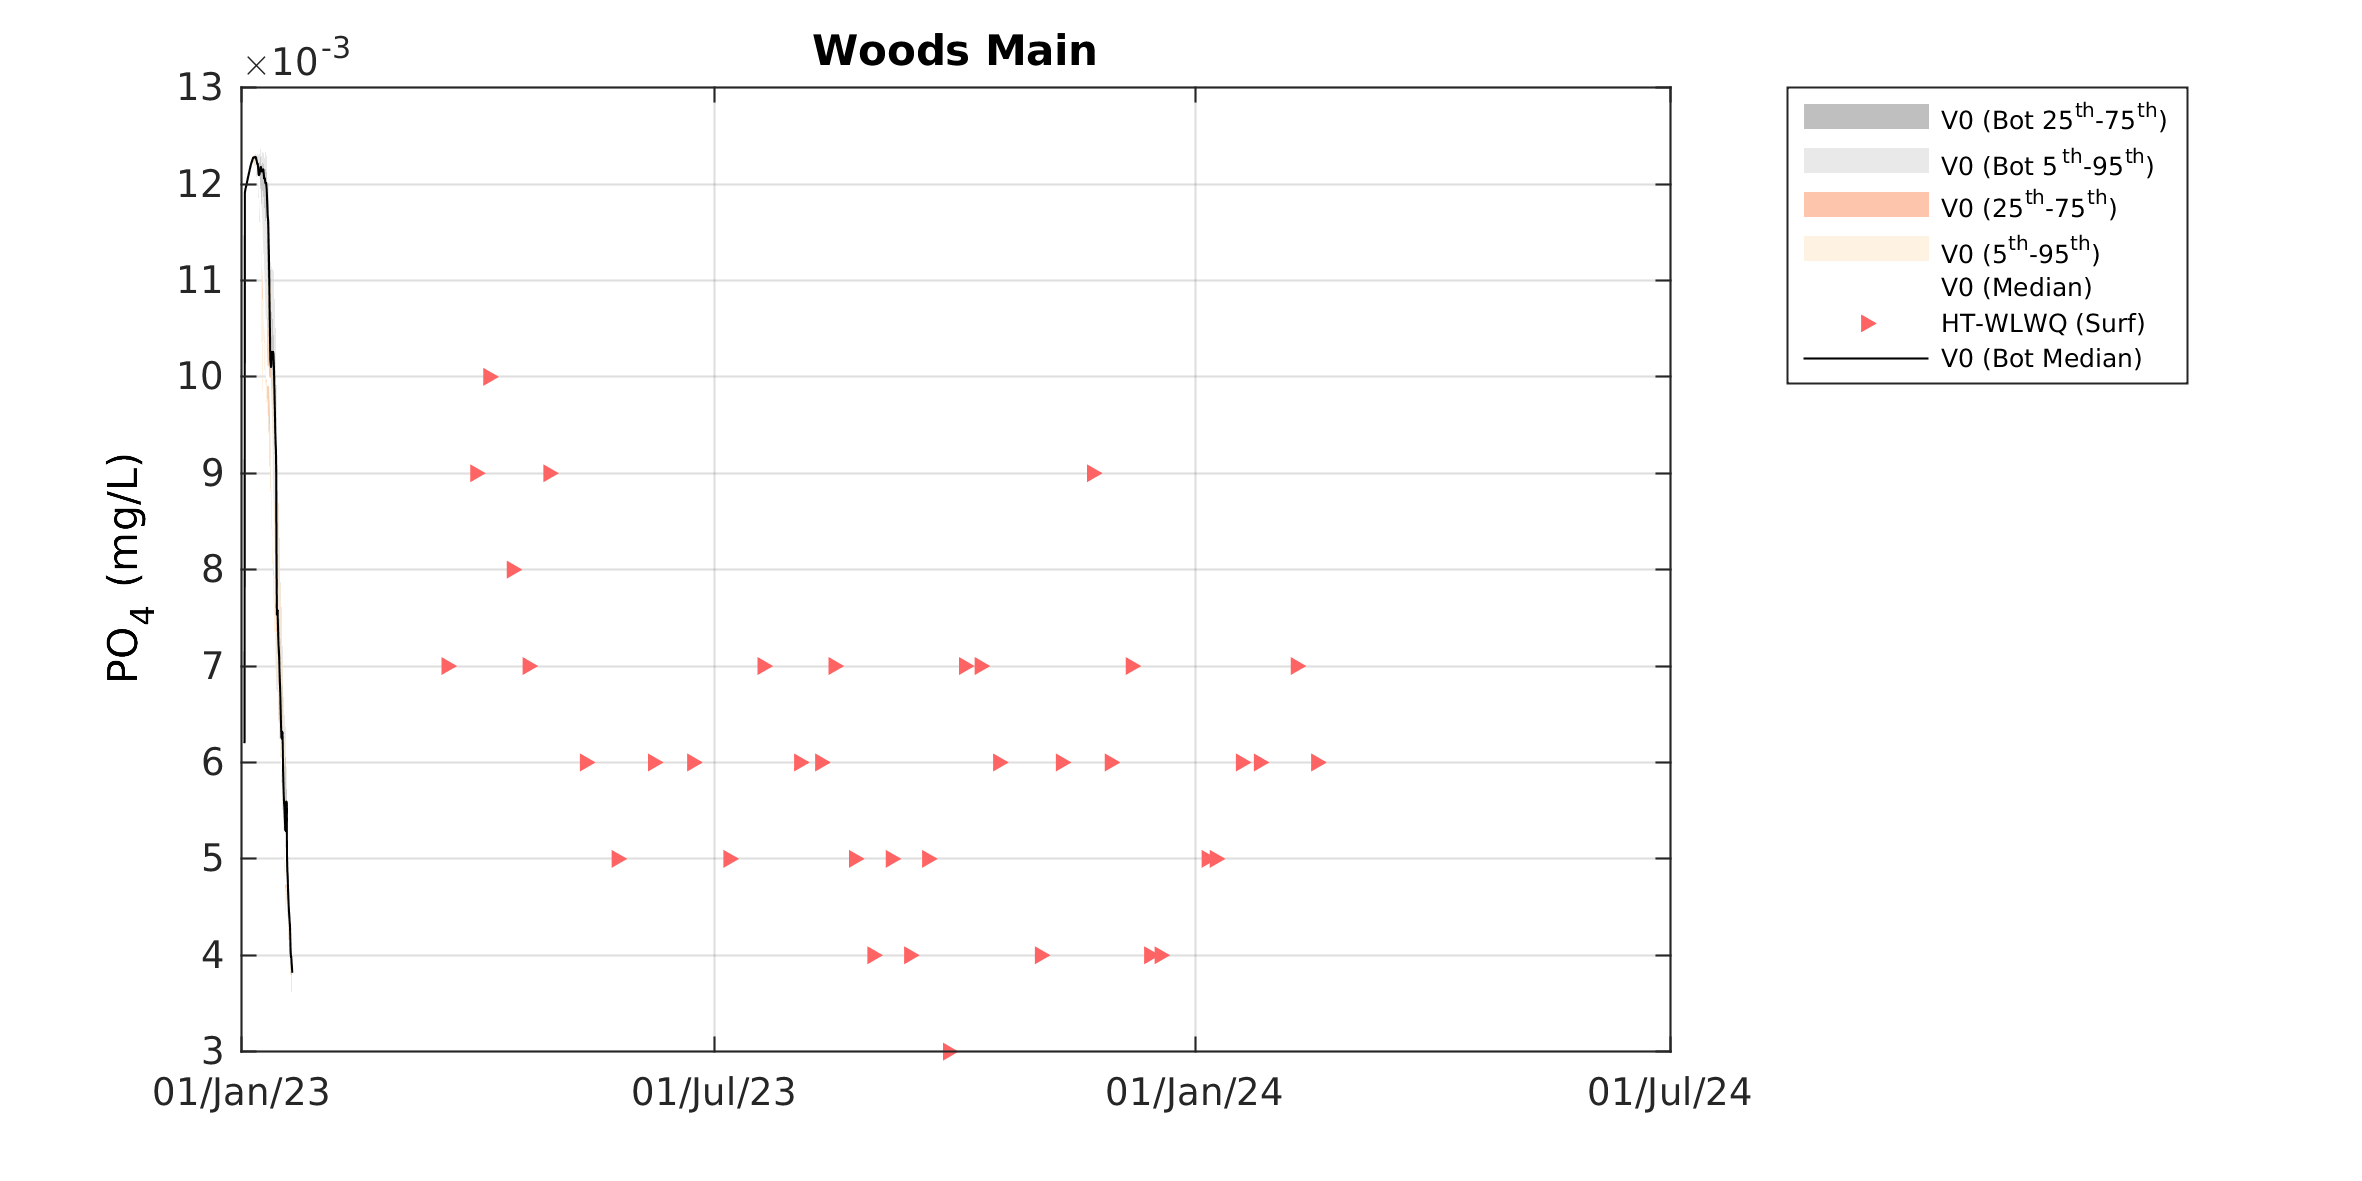 Woods Main
×10⁻³
13
12
11
10
9
8
7
6
5
4
3
PO₄ (mg/L)
01/Jan/23
01/Jul/23
01/Jan/24
01/Jul/24
V0 (Bot 25ᵗʰ-75ᵗʰ)
V0 (Bot 5ᵗʰ-95ᵗʰ)
V0 (25ᵗʰ-75ᵗʰ)
V0 (5ᵗʰ-95ᵗʰ)
V0 (Median)
HT-WLWQ (Surf)
V0 (Bot Median)